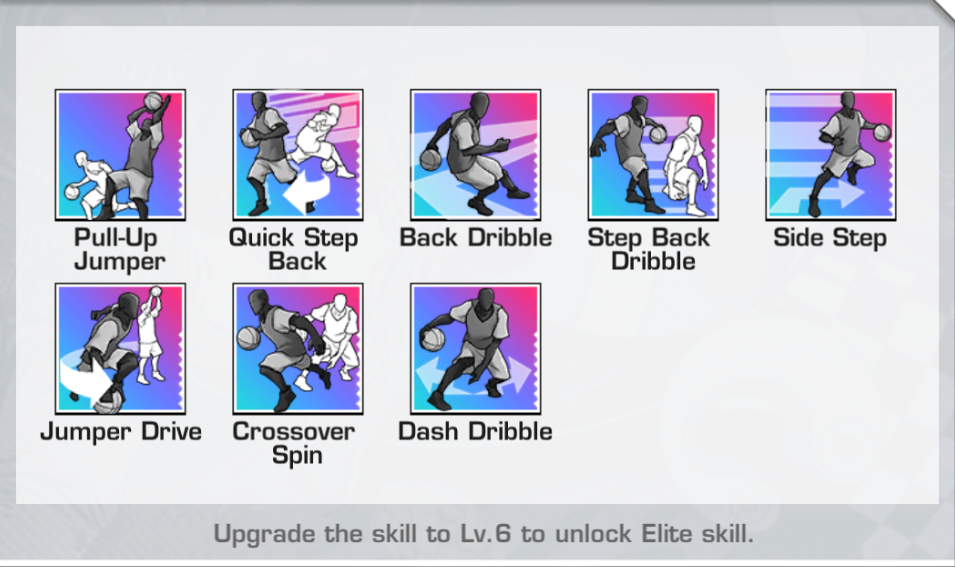 Pull-Up
Jumper
Quick Step
Back
Back Dribble
Step Back
Dribble
Side Step
Jumper Drive
Crossover
Spin
Dash Dribble
Upgrade the skill to Lv.6 to unlock Elite skill.